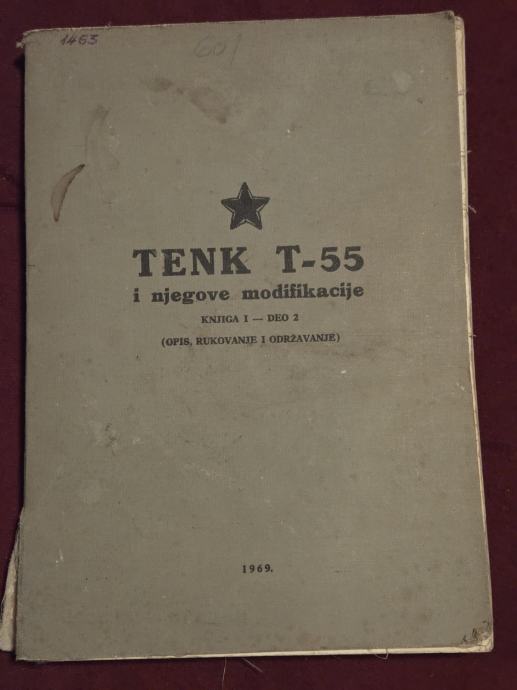 1463
601
TENK T-55
i njegove modifikacije
KNJIGA I — DEO 2
(OPIS, RUKOVANJE I ODRŽAVANJE)
1969.